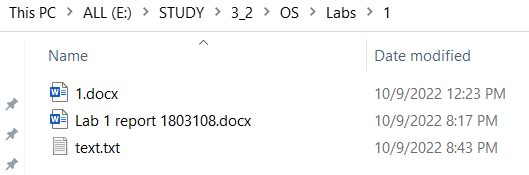 This PC > ALL (E:) > STUDY > 3_2 > OS > Labs > 1
Name Date modified
1.docx 10/9/2022 12:23 PM
Lab 1 report 1803108.docx 10/9/2022 8:17 PM
text.txt 10/9/2022 8:43 PM